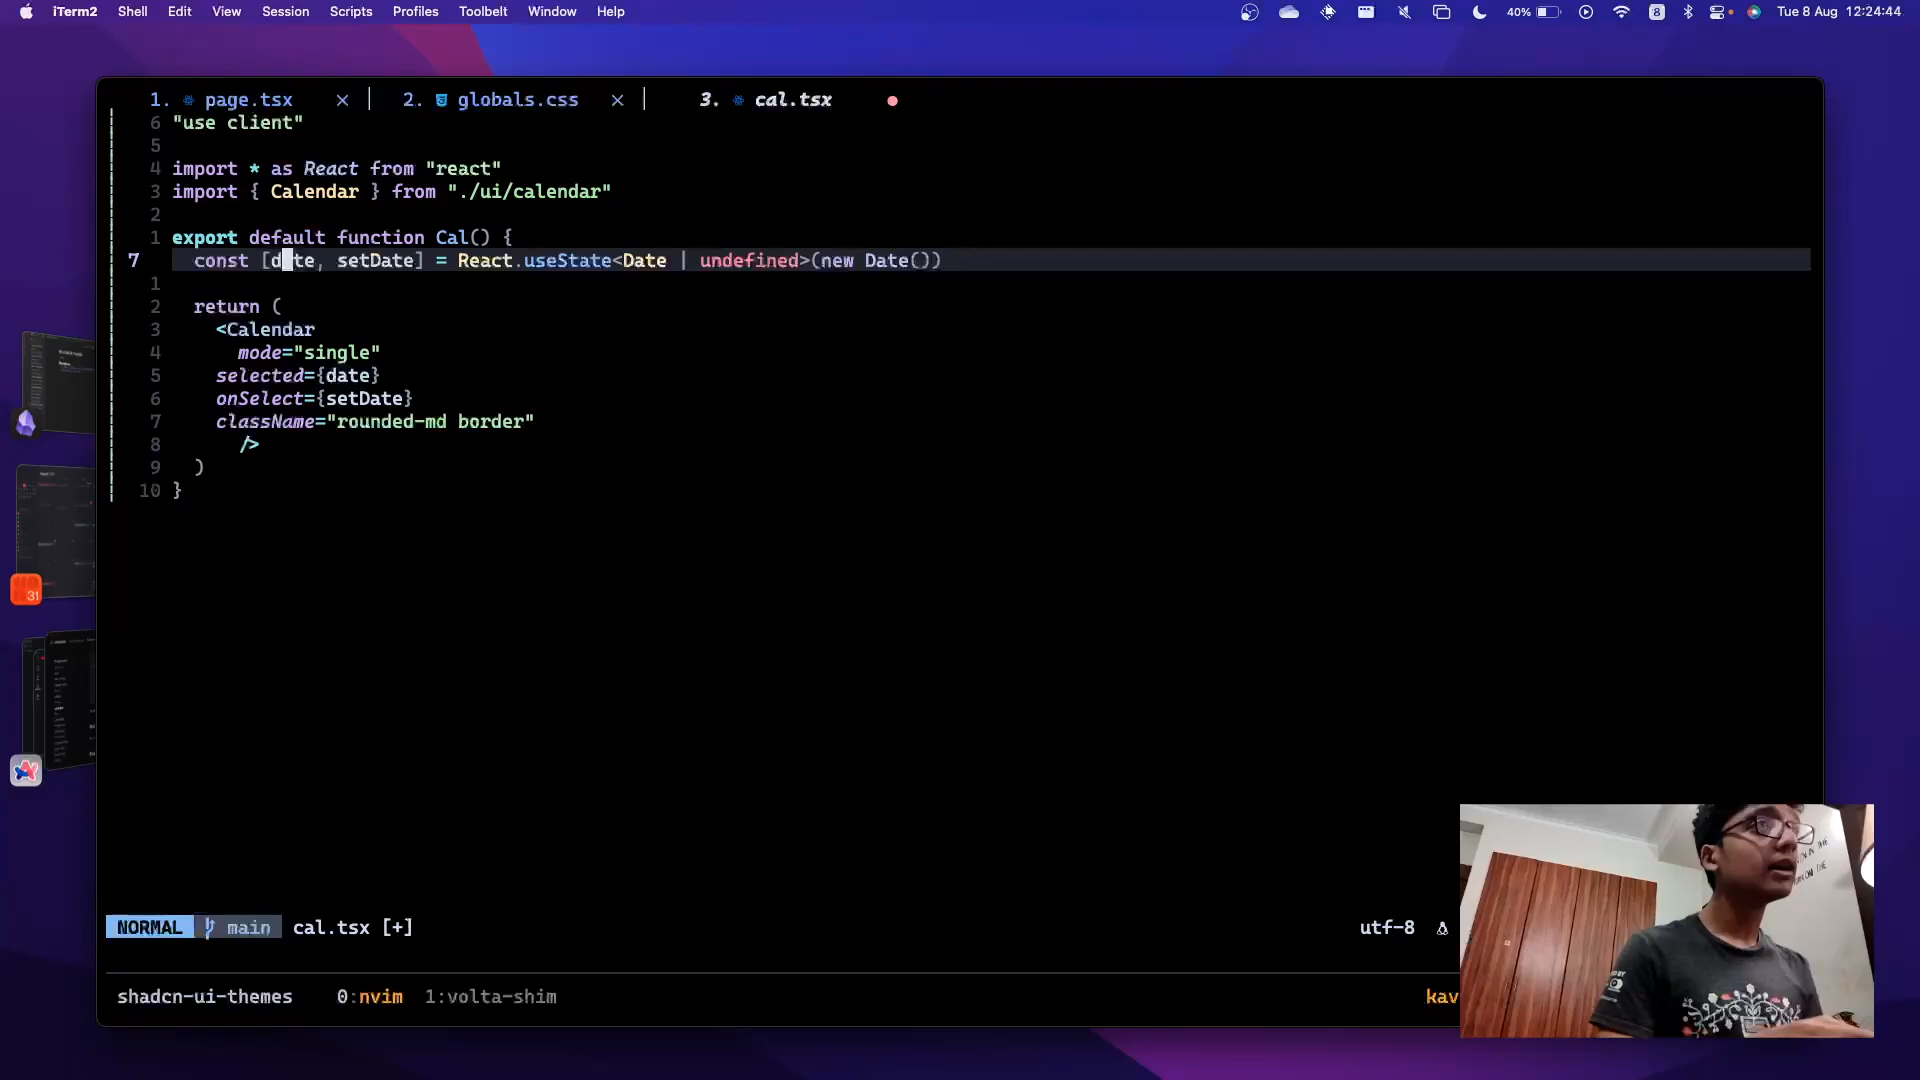 iTerm2 Shell Edit View Session Scripts Profiles Toolbelt Window Help 40% 8 Tue 8 Aug 12:24:44
1. page.tsx × | 2. globals.css × | 3. cal.tsx ●
6 "use client"
5
4 import * as React from "react"
3 import { Calendar } from "./ui/calendar"
2
1 export default function Cal() {
7 const [date, setDate] = React.useState<Date | undefined>(new Date())
1
2 return (
3 <Calendar
4 mode="single"
5 selected={date}
6 onSelect={setDate}
7 className="rounded-md border"
8 />
9 )
10 }
31
NORMAL main cal.tsx [+] utf-8
shadcn-ui-themes 0:nvim 1:volta-shim kav